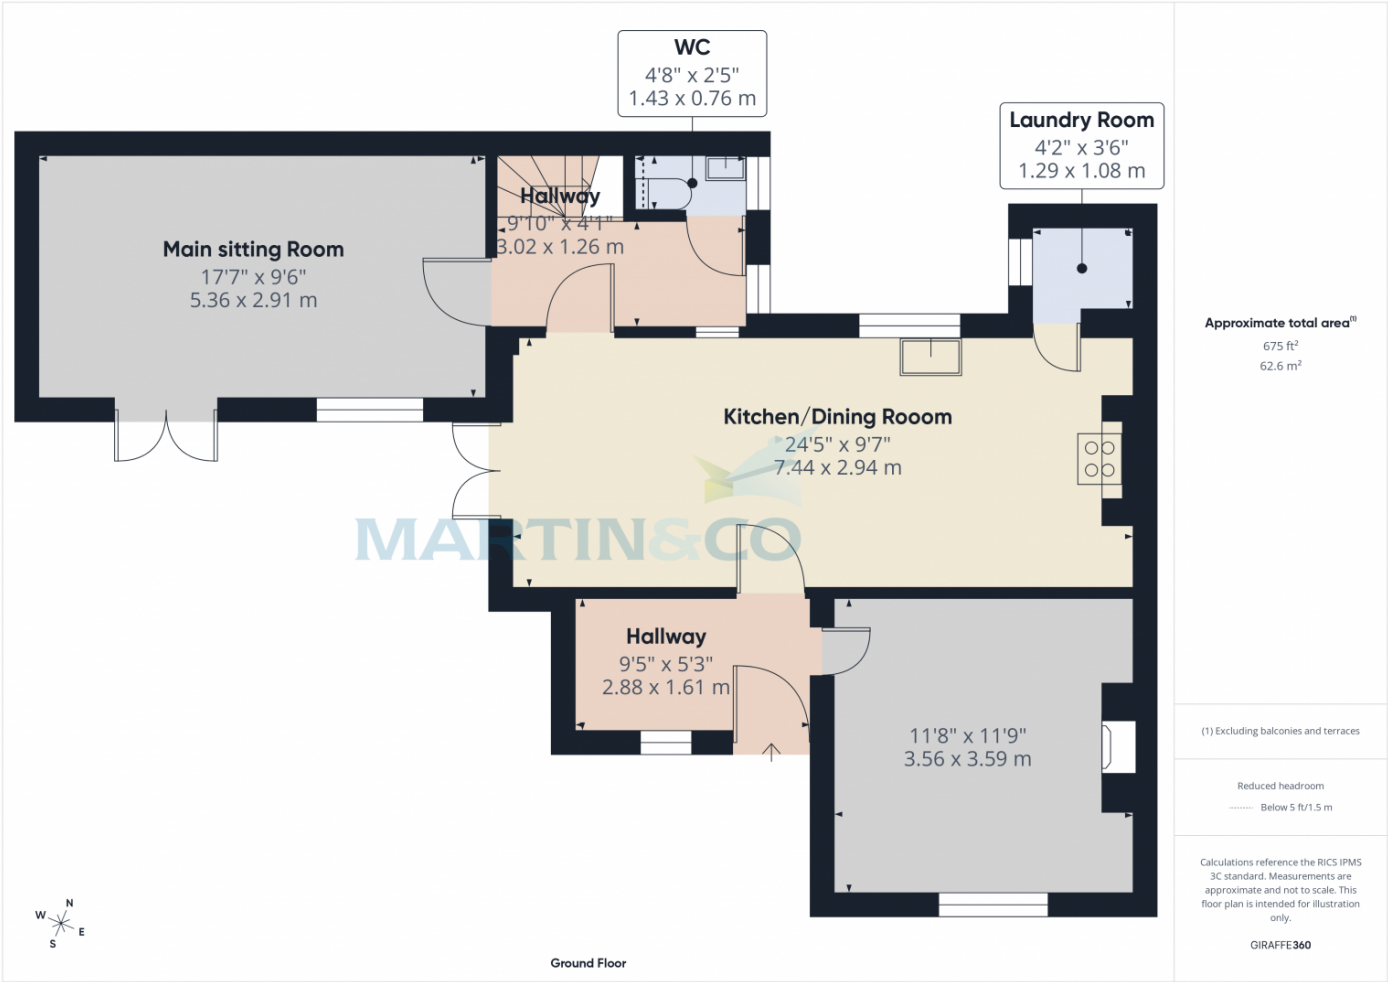 WC
4'8" x 2'5"
1.43 x 0.76 m
Laundry Room
4'2" x 3'6"
1.29 x 1.08 m
Hallway
9'10" x 4'1"
3.02 x 1.26 m
Main sitting Room
17'7" x 9'6"
5.36 x 2.91 m
Kitchen/Dining Rooom
24'5" x 9'7"
7.44 x 2.94 m
MARTIN&CO
Hallway
9'5" x 5'3"
2.88 x 1.61 m
11'8" x 11'9"
3.56 x 3.59 m
Approximate total area(1)
675 ft²
62.6 m²
(1) Excluding balconies and terraces
Reduced headroom
Below 5 ft/1.5 m
Calculations reference the RICS IPMS
3C standard. Measurements are
approximate and not to scale. This
floor plan is intended for illustration
only.
GIRAFFE360
N
W
E
S
Ground Floor